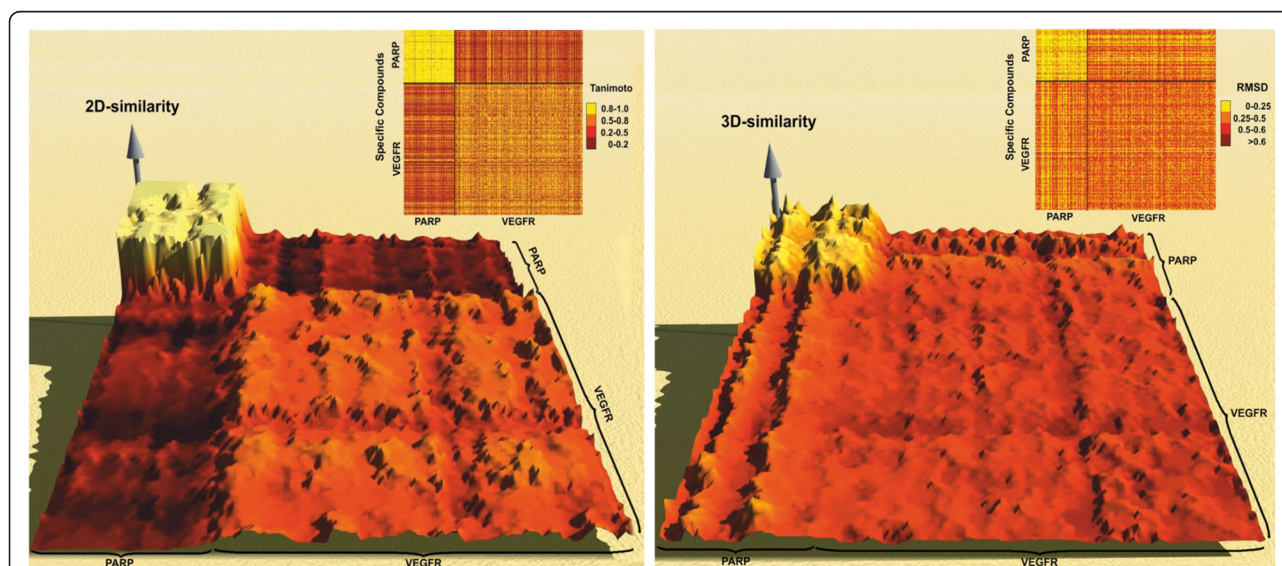 2D-similarity
Specific Compounds
PARP
VEGFR
PARP
VEGFR
Tanimoto
0.8-1.0
0.5-0.8
0.2-0.5
0-0.2
PARP
VEGFR
PARP
VEGFR
3D-similarity
Specific Compounds
PARP
VEGFR
PARP
VEGFR
RMSD
0-0.25
0.25-0.5
0.5-0.6
>0.6
PARP
VEGFR
PARP
VEGFR